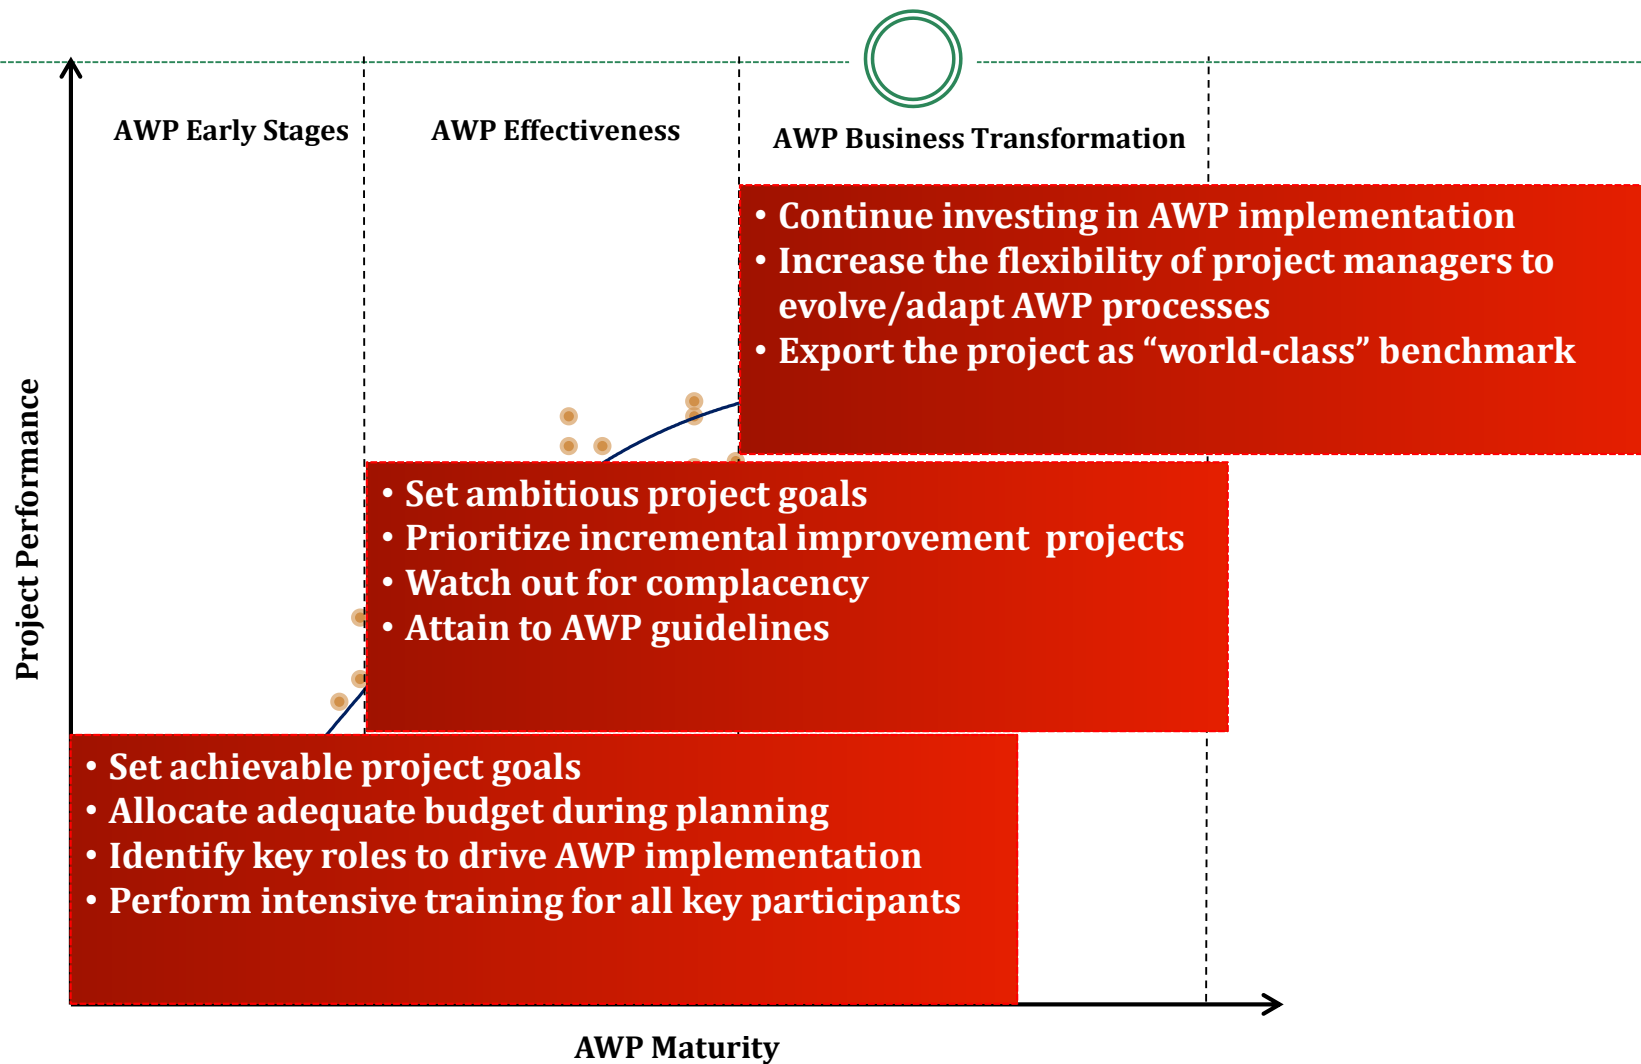 AWP Early Stages
AWP Effectiveness
AWP Business Transformation
• Continue investing in AWP implementation
• Increase the flexibility of project managers to
evolve/adapt AWP processes
• Export the project as “world-class” benchmark
• Set ambitious project goals
• Prioritize incremental improvement  projects
• Watch out for complacency
• Attain to AWP guidelines
• Set achievable project goals
• Allocate adequate budget during planning
• Identify key roles to drive AWP implementation
• Perform intensive training for all key participants
Project Performance
AWP Maturity